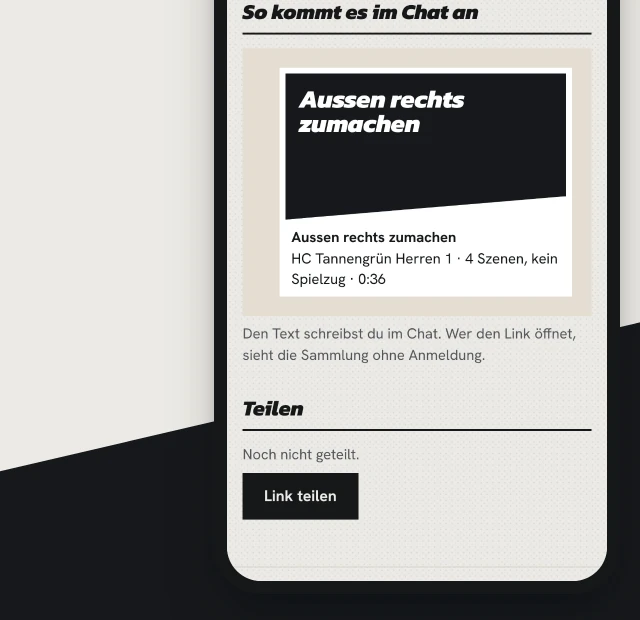 So kommt es im Chat an
Aussen rechts
zumachen
Aussen rechts zumachen
HC Tannengrün Herren 1 · 4 Szenen, kein
Spielzug · 0:36
Den Text schreibst du im Chat. Wer den Link öffnet,
sieht die Sammlung ohne Anmeldung.
Teilen
Noch nicht geteilt.
Link teilen